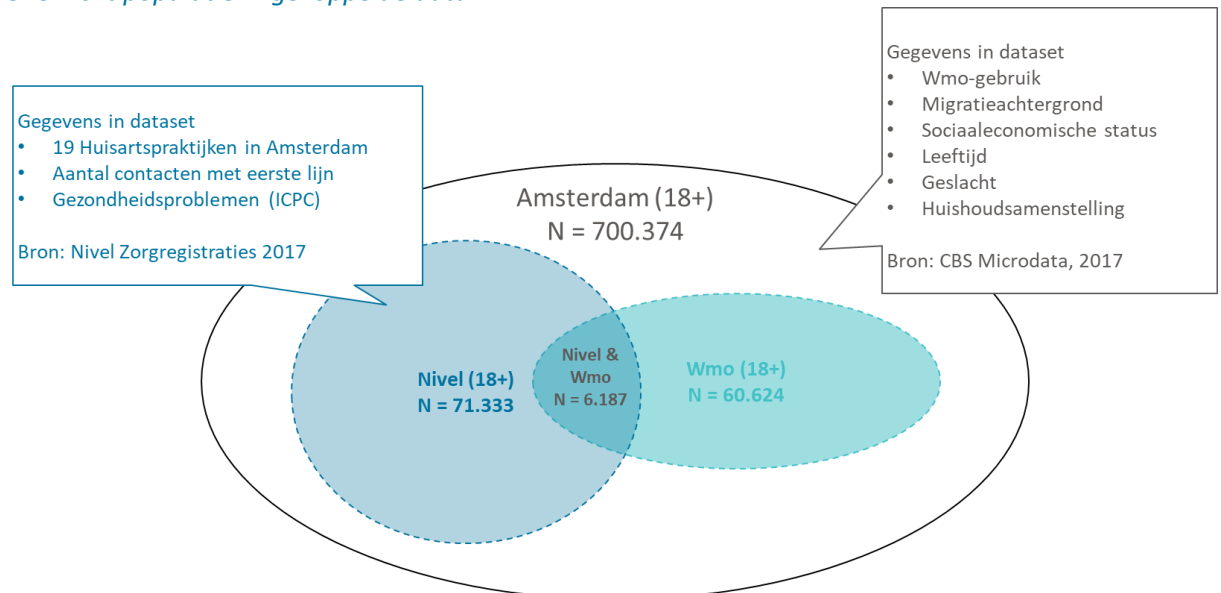 Gegevens in dataset
• 19 Huisartspraktijken in Amsterdam
• Aantal contacten met eerste lijn
• Gezondheidsproblemen (ICPC)
Bron: Nivel Zorgregistraties 2017
Gegevens in dataset
• Wmo-gebruik
• Migratieachtergrond
• Sociaaleconomische status
• Leeftijd
• Geslacht
• Huishoudsamenstelling
Bron: CBS Microdata, 2017
Amsterdam (18+)
N = 700.374
Nivel (18+)
N = 71.333
Nivel &
Wmo
N = 6.187
Wmo (18+)
N = 60.624